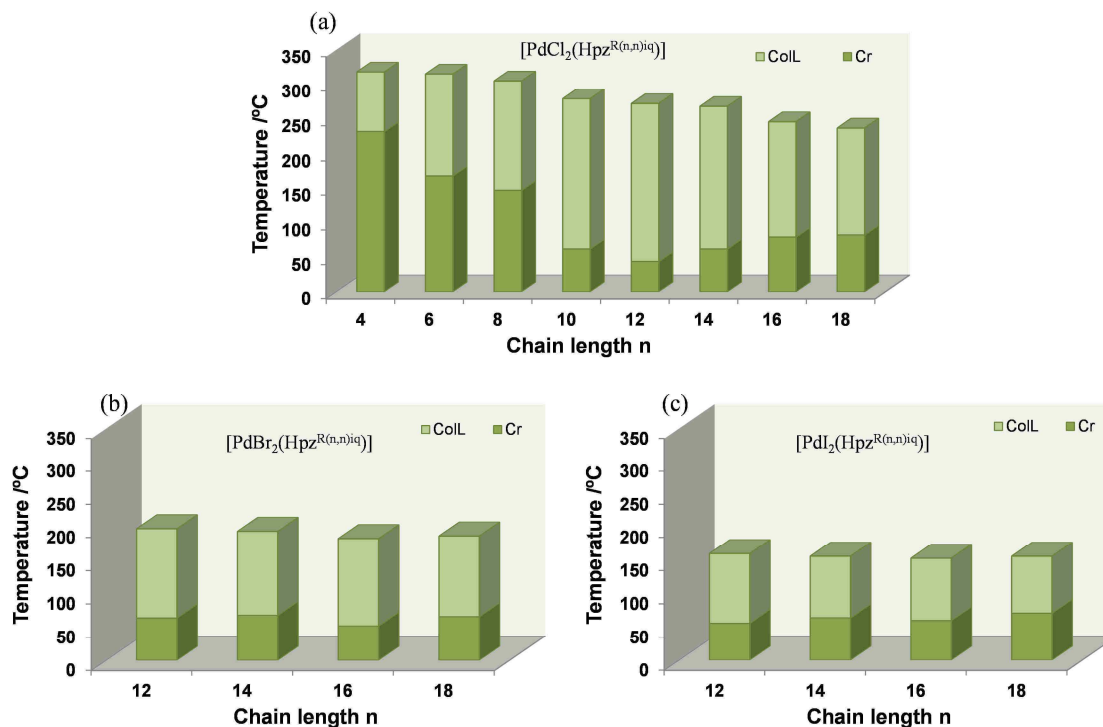 (a)
[PdCl₂(Hpz^R(n,n)iq)]
ColL Cr
Temperature /ºC
350
300
250
200
150
100
50
0
4 6 8 10 12 14 16 18
Chain length n
(b)
[PdBr₂(Hpz^R(n,n)iq)]
ColL Cr
Temperature /ºC
350
300
250
200
150
100
50
0
12 14 16 18
Chain length n
(c)
[PdI₂(Hpz^R(n,n)iq)]
ColL Cr
Temperature /ºC
350
300
250
200
150
100
50
0
12 14 16 18
Chain length n